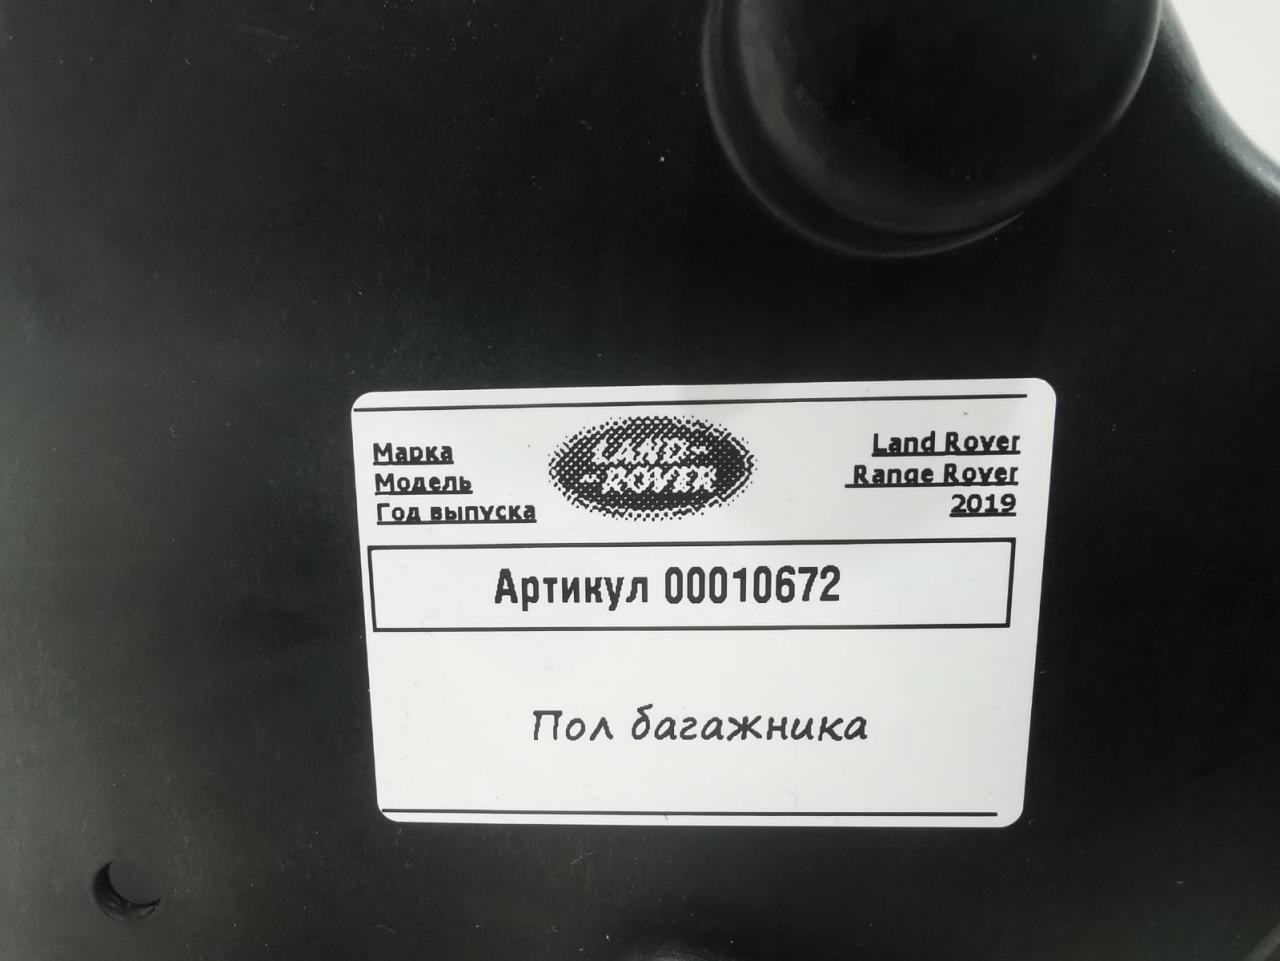 Марка
Модель
Год выпуска
LAND-
-ROVER
Land Rover
Range Rover
2019
Артикул 00010672
Пол багажника